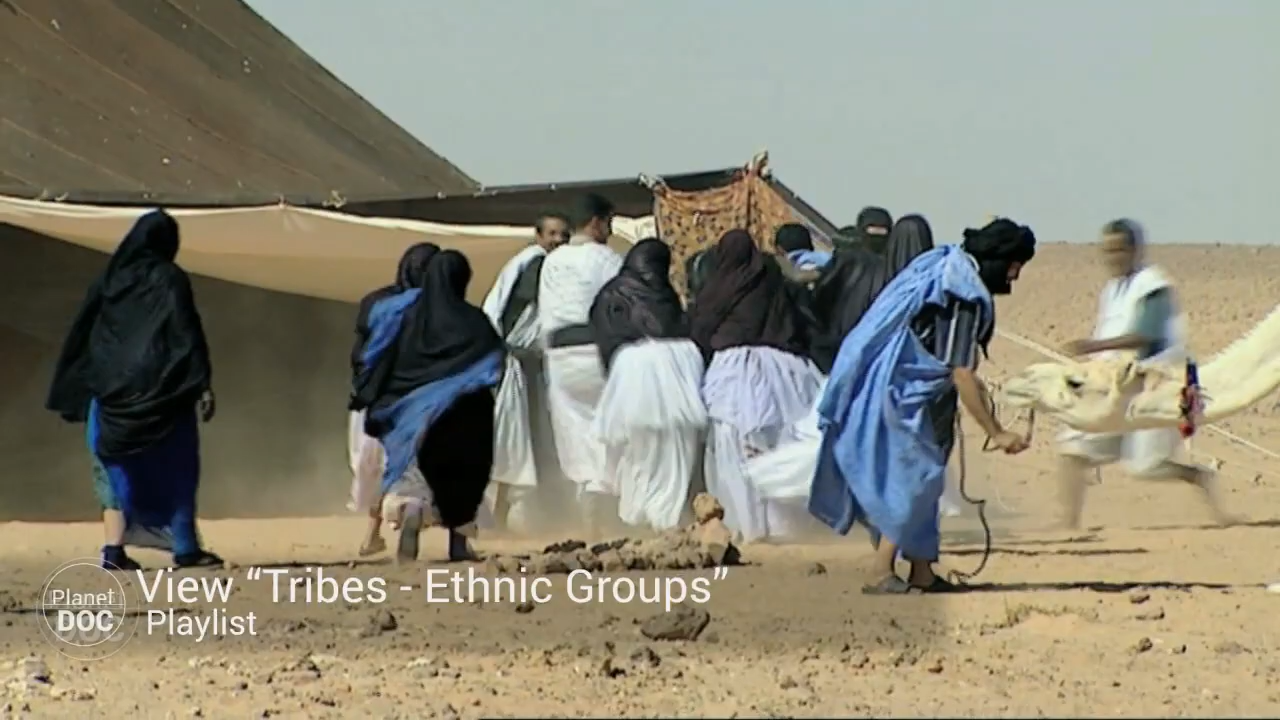 Planet
DOC
View “Tribes - Ethnic Groups”
Playlist